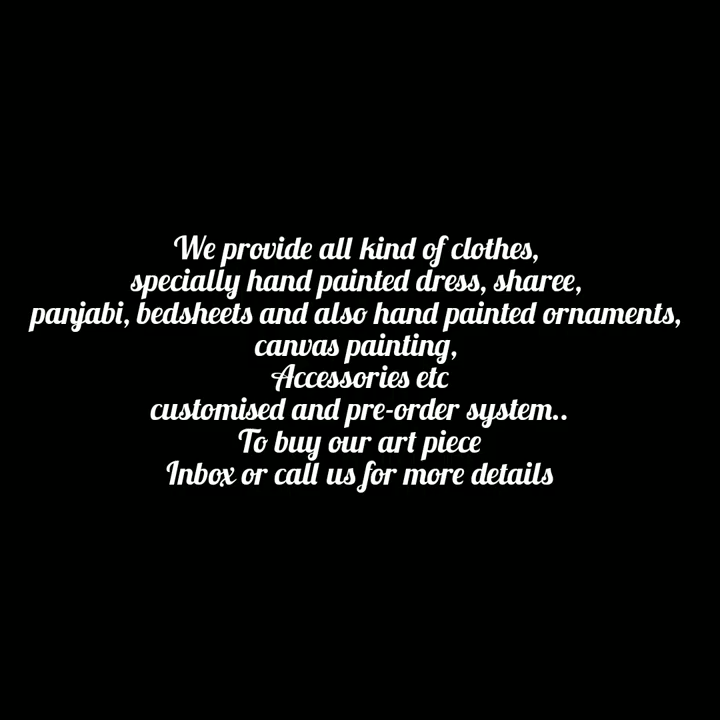 We provide all kind of clothes,
specially hand painted dress, sharee,
panjabi, bedsheets and also hand painted ornaments,
canvas painting,
Accessories etc
customised and pre-order system..
To buy our art piece
Inbox or call us for more details